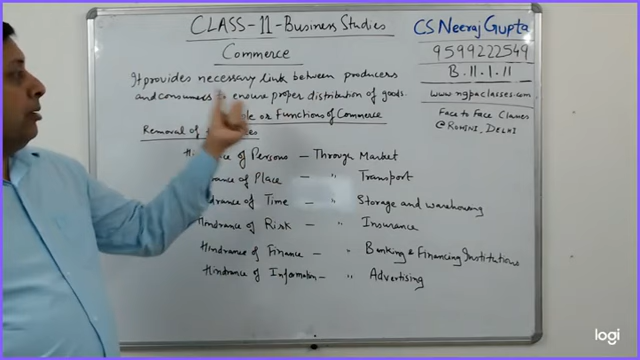 CLASS-11-Business Studies
CS Neeraj Gupta
Commerce
9599222549
B.11.1.11
It provides necessary link between producers
and consumers to ensure proper distribution of goods.
www.ngpaclasses.com
or Functions of Commerce
Face to Face Classes
@ROHINI, DELHI
Removal of
of Persons - Through Market
of Place - " Transport
of Time - " Storage and warehousing
Hindrance of Risk - " Insurance
Hindrance of Finance - " Banking & Financing Institutions
Hindrance of Information - " Advertising
logi